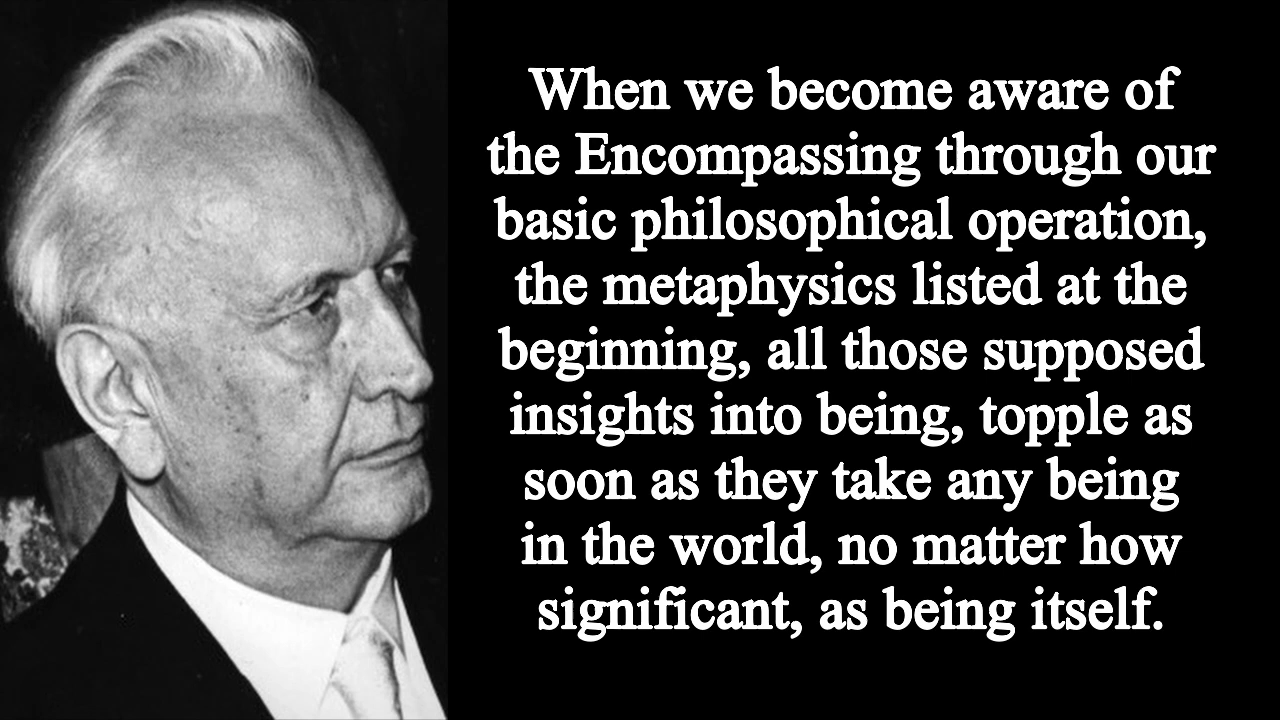 When we become aware of
the Encompassing through our
basic philosophical operation,
the metaphysics listed at the
beginning, all those supposed
insights into being, topple as
soon as they take any being
in the world, no matter how
significant, as being itself.